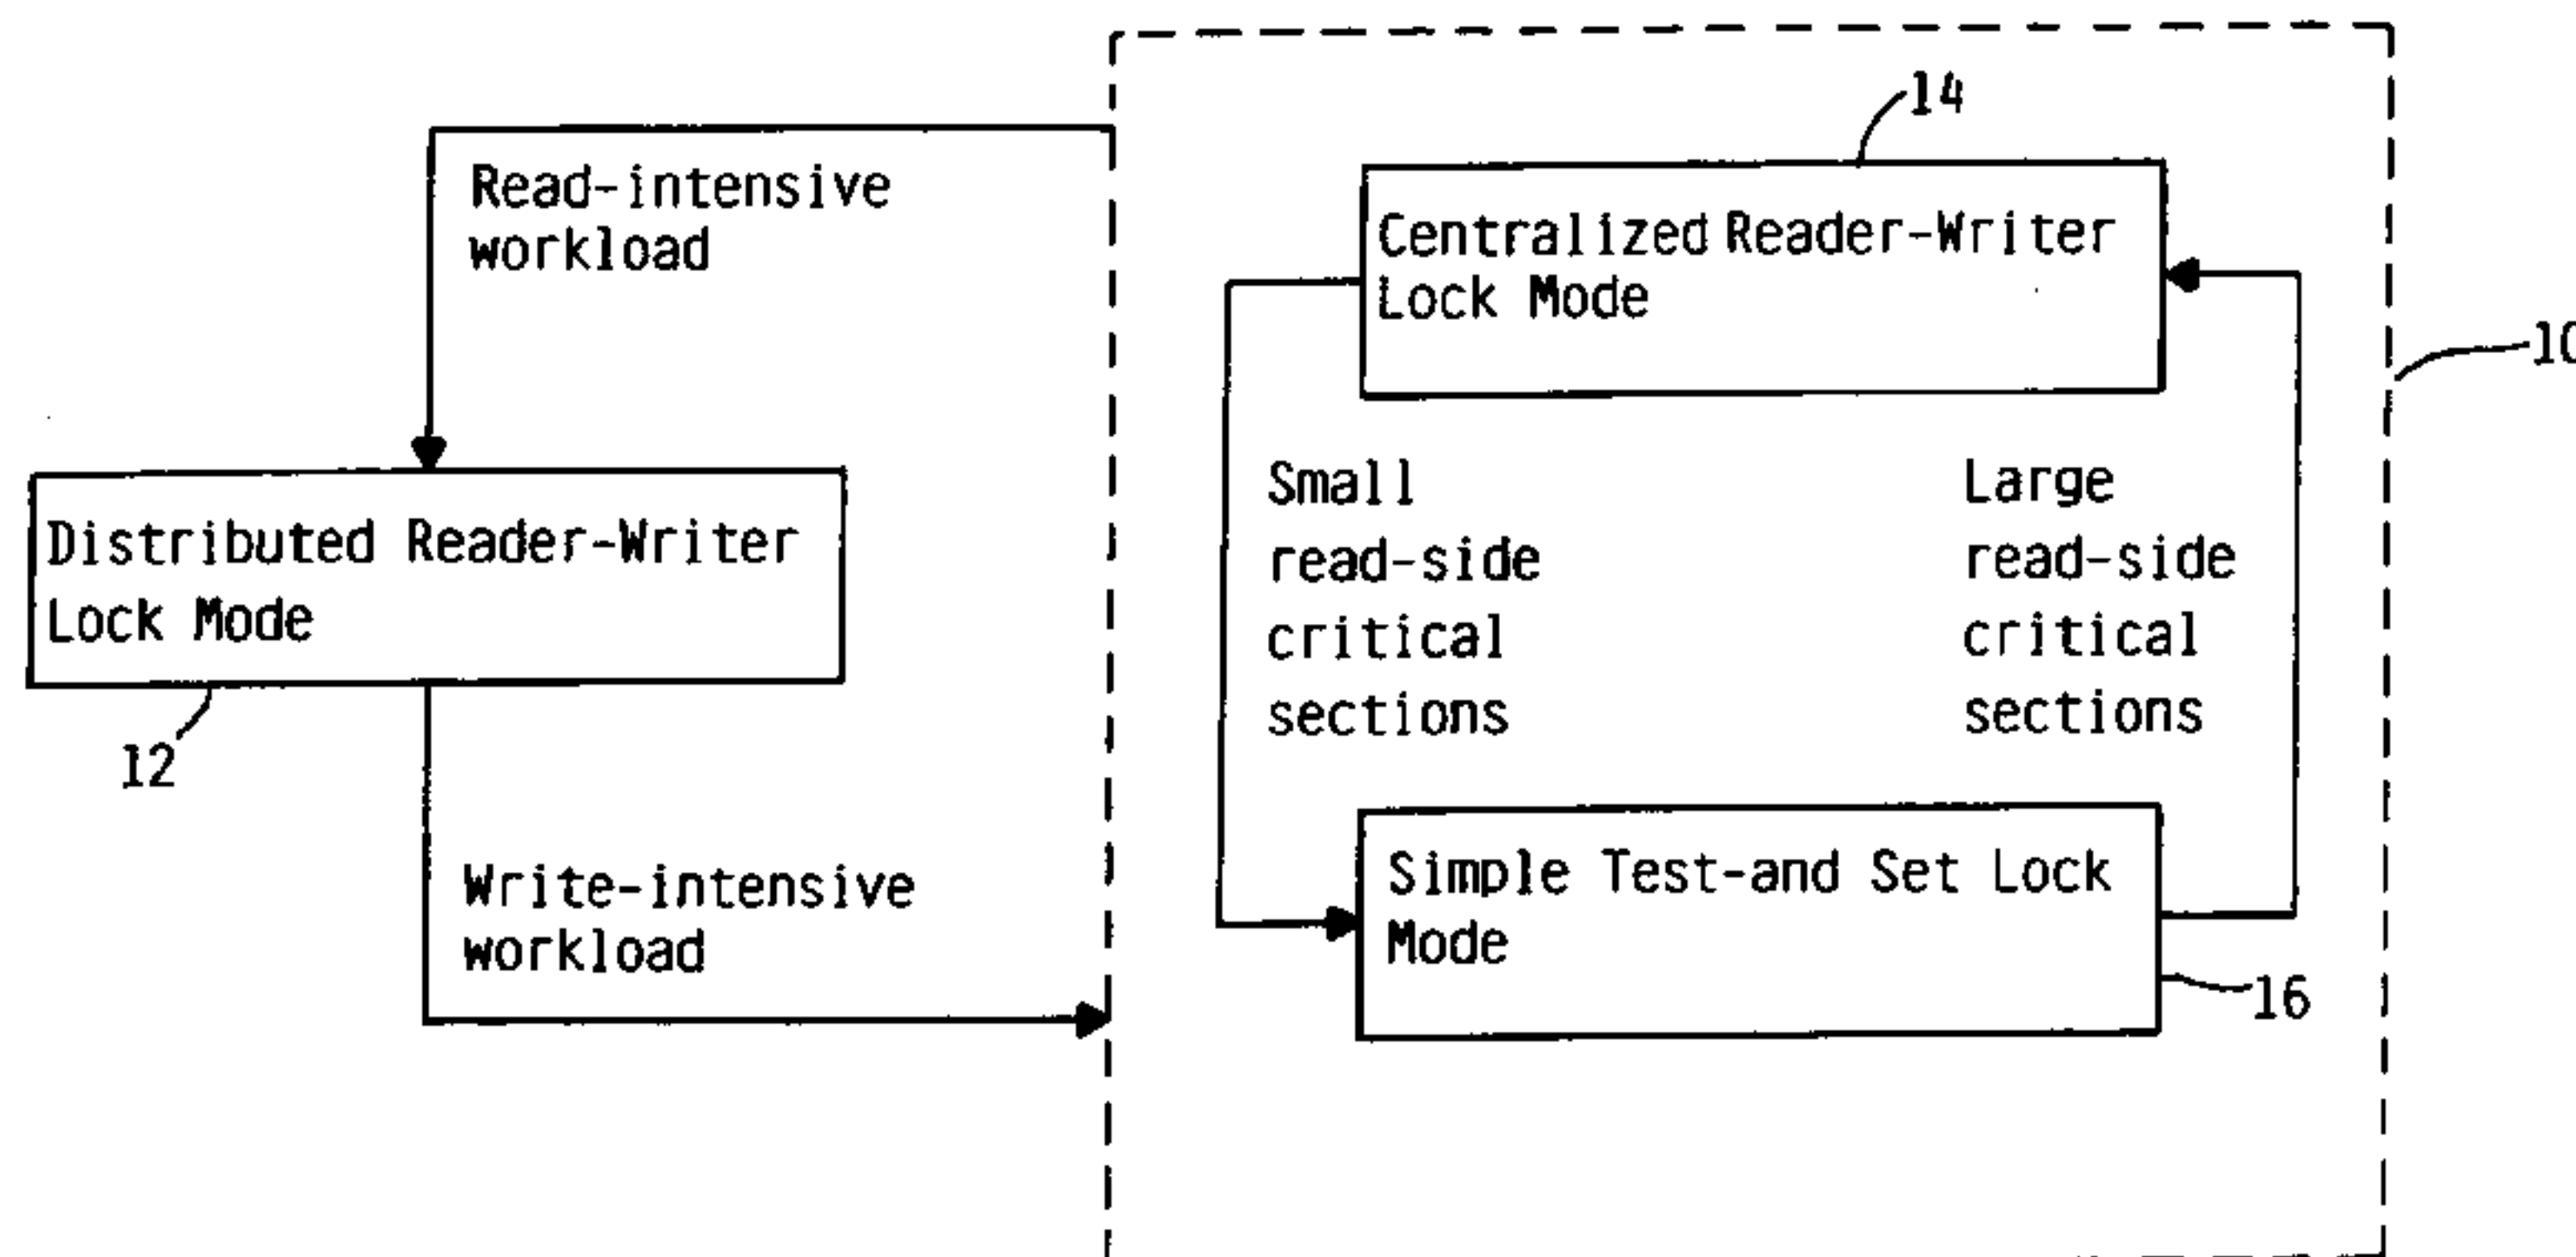 14
Read-intensive
workload
Centralized Reader-Writer
Lock Mode
10
Small
read-side
critical
sections
Large
read-side
critical
sections
Distributed Reader-Writer
Lock Mode
12
Write-intensive
workload
Simple Test-and Set Lock
Mode
16